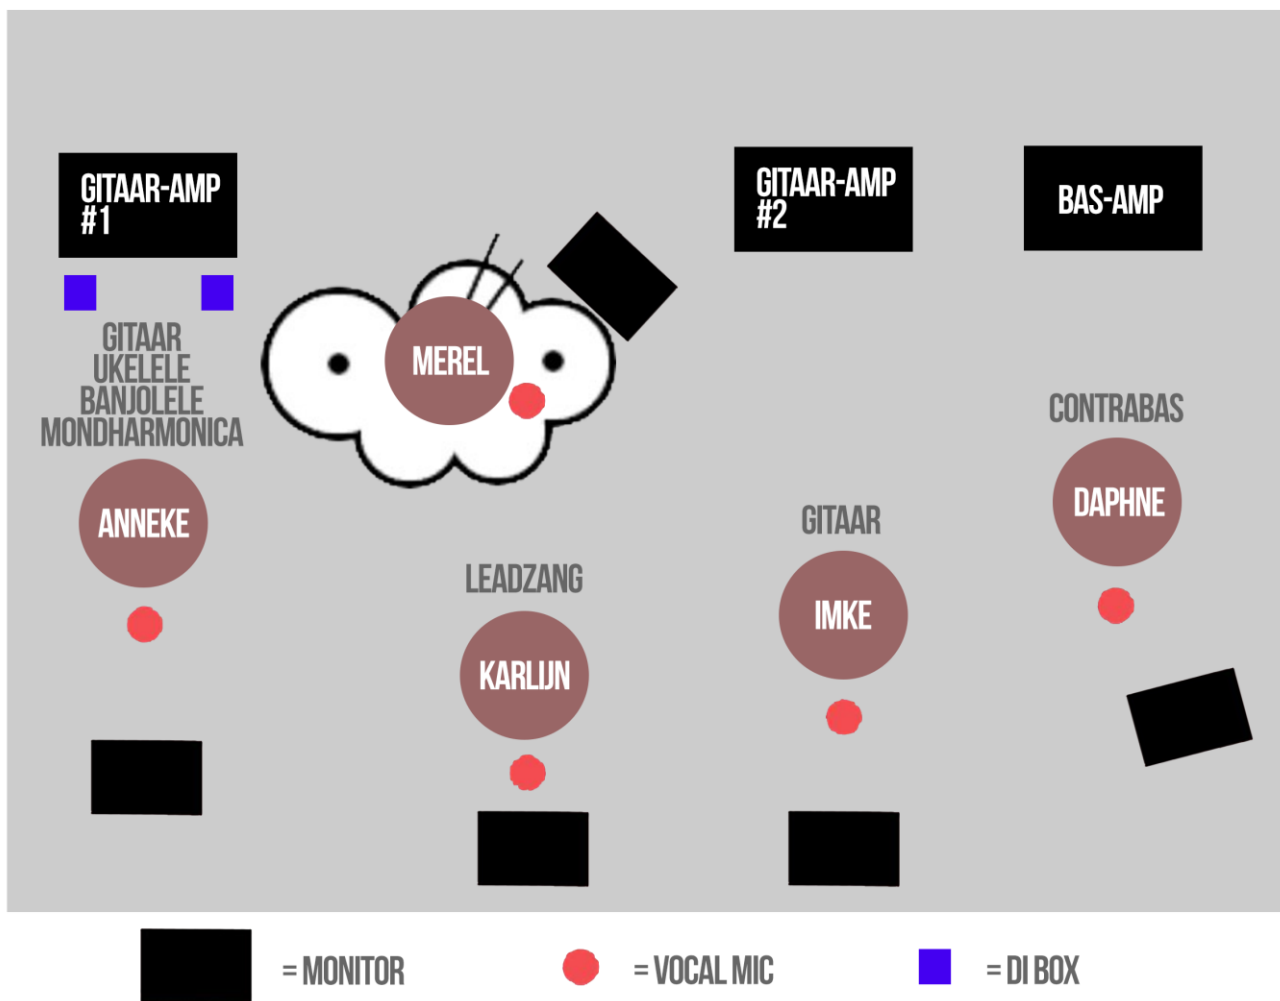 GITAAR-AMP
#1
GITAAR-AMP
#2
BAS-AMP
GITAAR
UKELELE
BANJOLELE
MONDHARMONICA
MEREL
CONTRABAS
ANNEKE
DAPHNE
GITAAR
LEADZANG
IMKE
KARLIJN
= MONITOR
= VOCAL MIC
= DI BOX